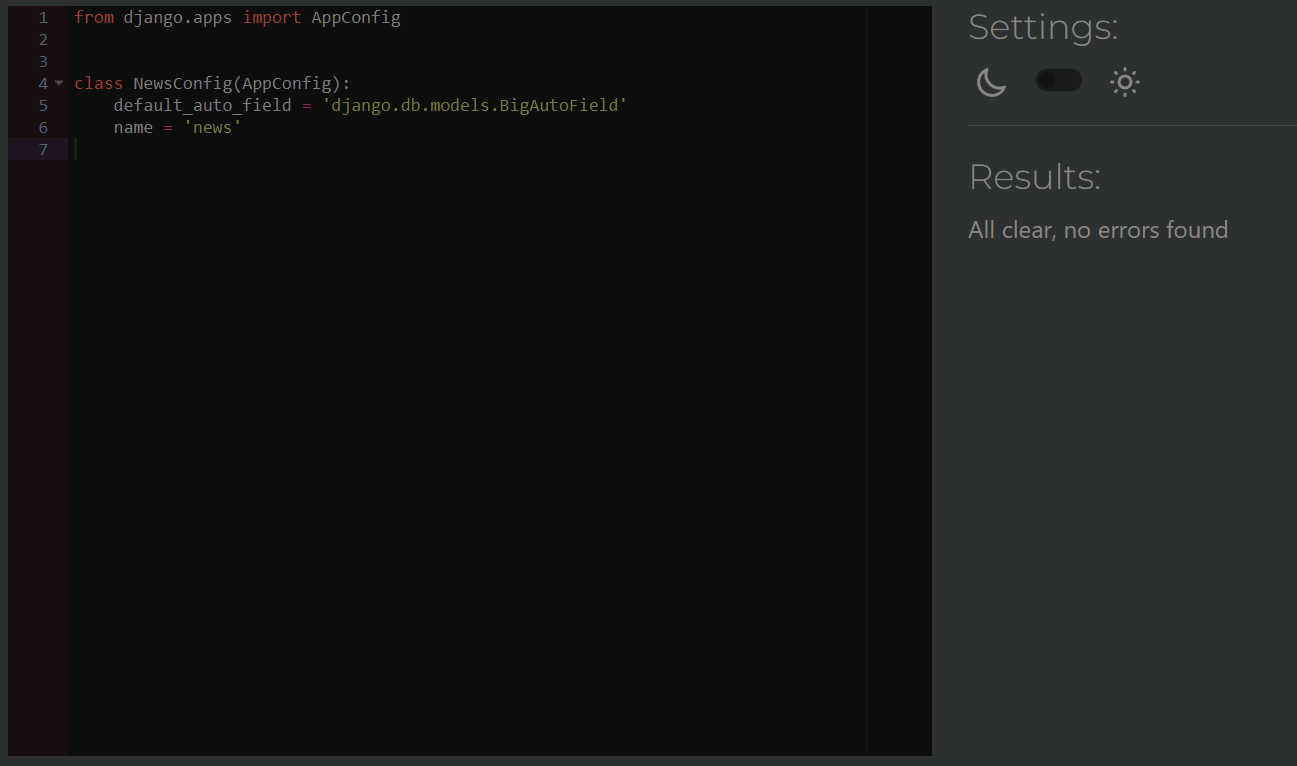 1 from django.apps import AppConfig
2
3
4 class NewsConfig(AppConfig):
5     default_auto_field = 'django.db.models.BigAutoField'
6     name = 'news'
7
Settings:
Results:
All clear, no errors found